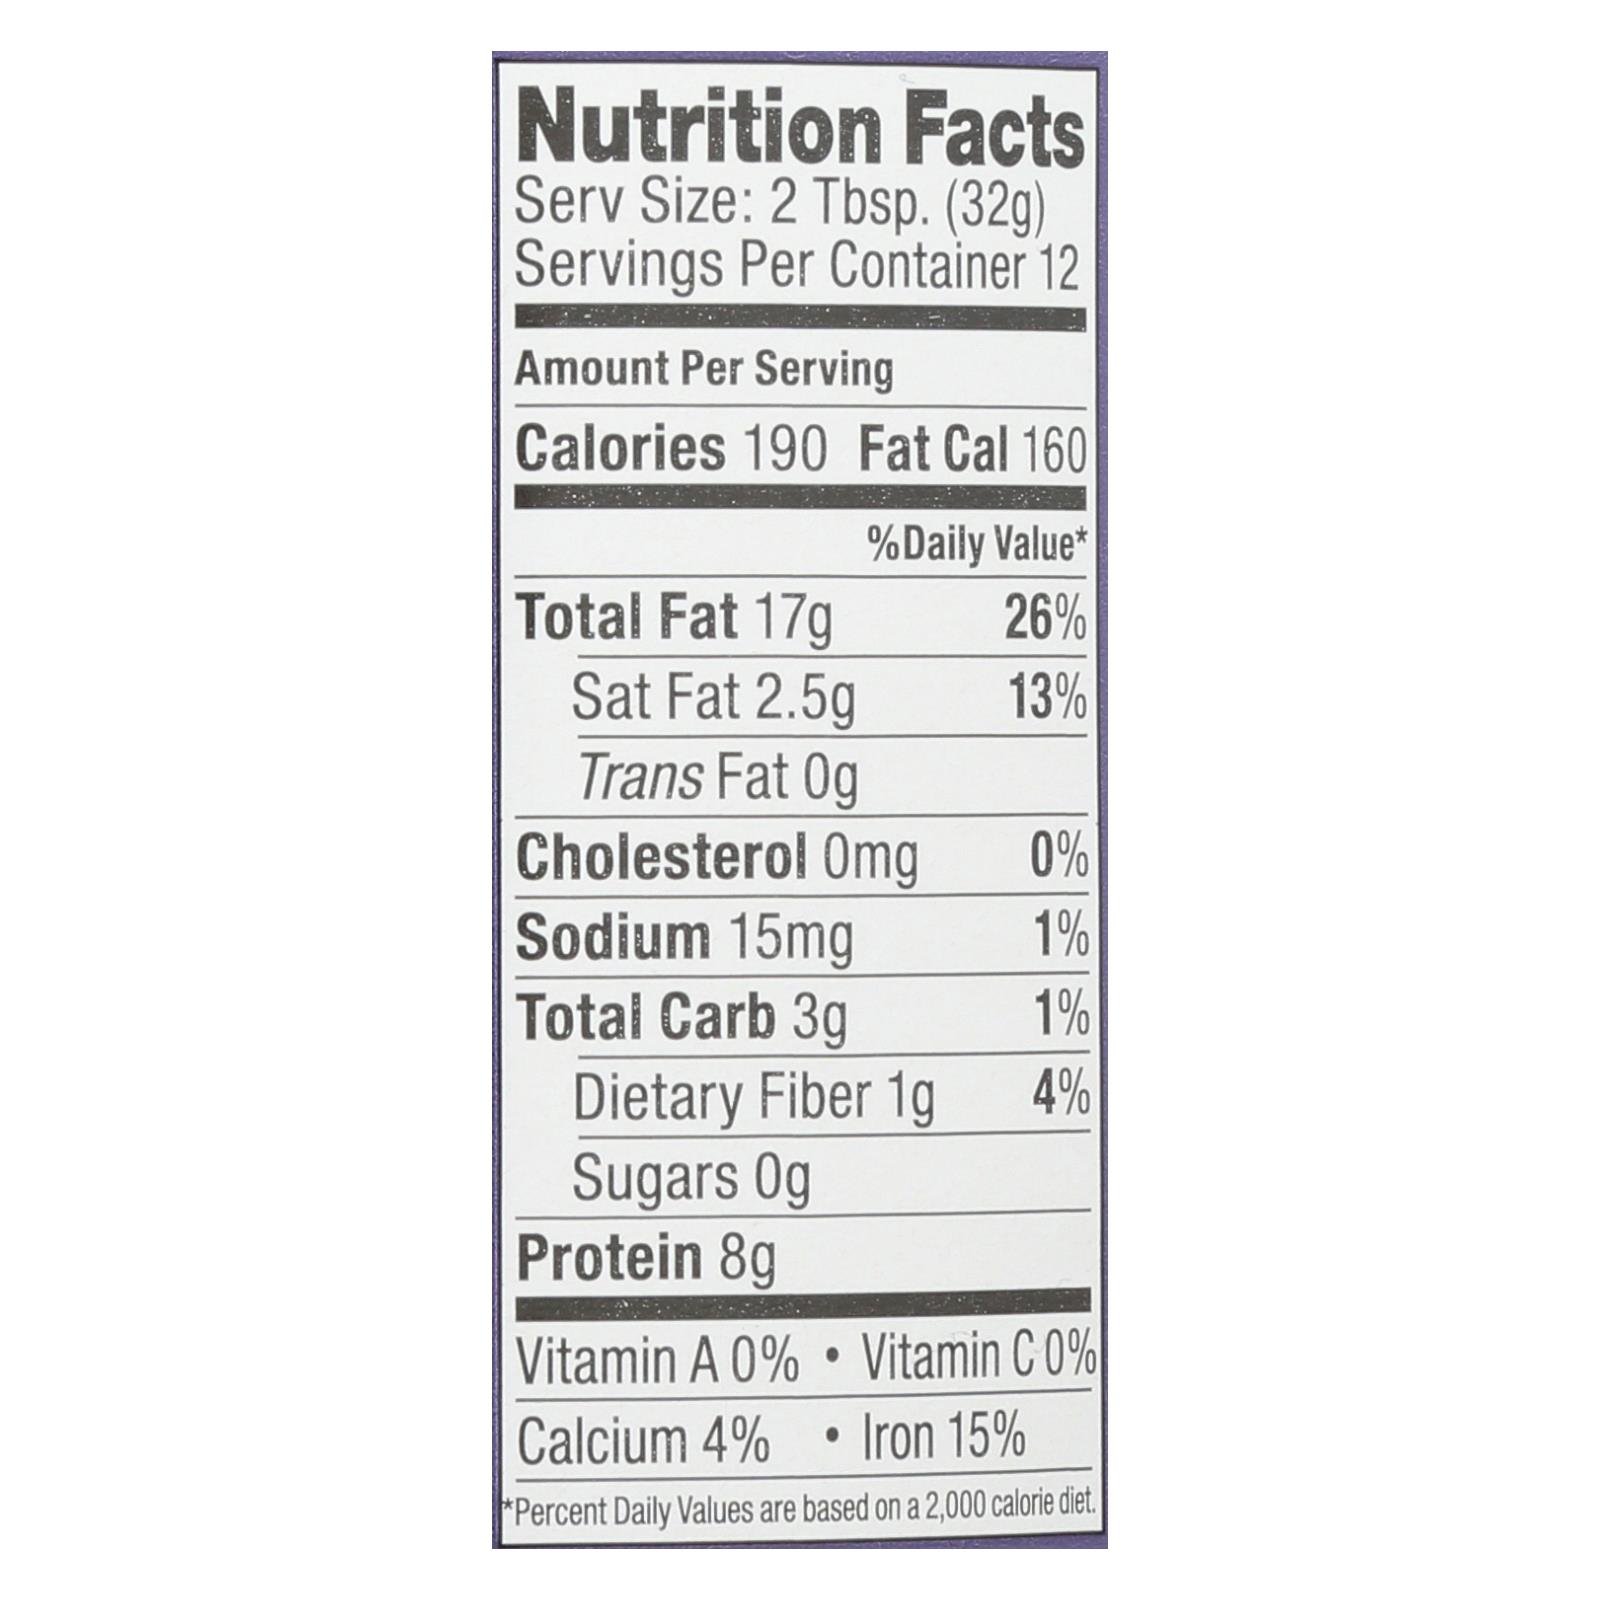 Nutrition Facts
Serv Size: 2 Tbsp. (32g)
Servings Per Container 12
Amount Per Serving
Calories 190 Fat Cal 160
%Daily Value*
Total Fat 17g 26%
Sat Fat 2.5g 13%
Trans Fat 0g
Cholesterol 0mg 0%
Sodium 15mg 1%
Total Carb 3g 1%
Dietary Fiber 1g 4%
Sugars 0g
Protein 8g
Vitamin A 0% • Vitamin C 0%
Calcium 4% • Iron 15%
*Percent Daily Values are based on a 2,000 calorie diet.